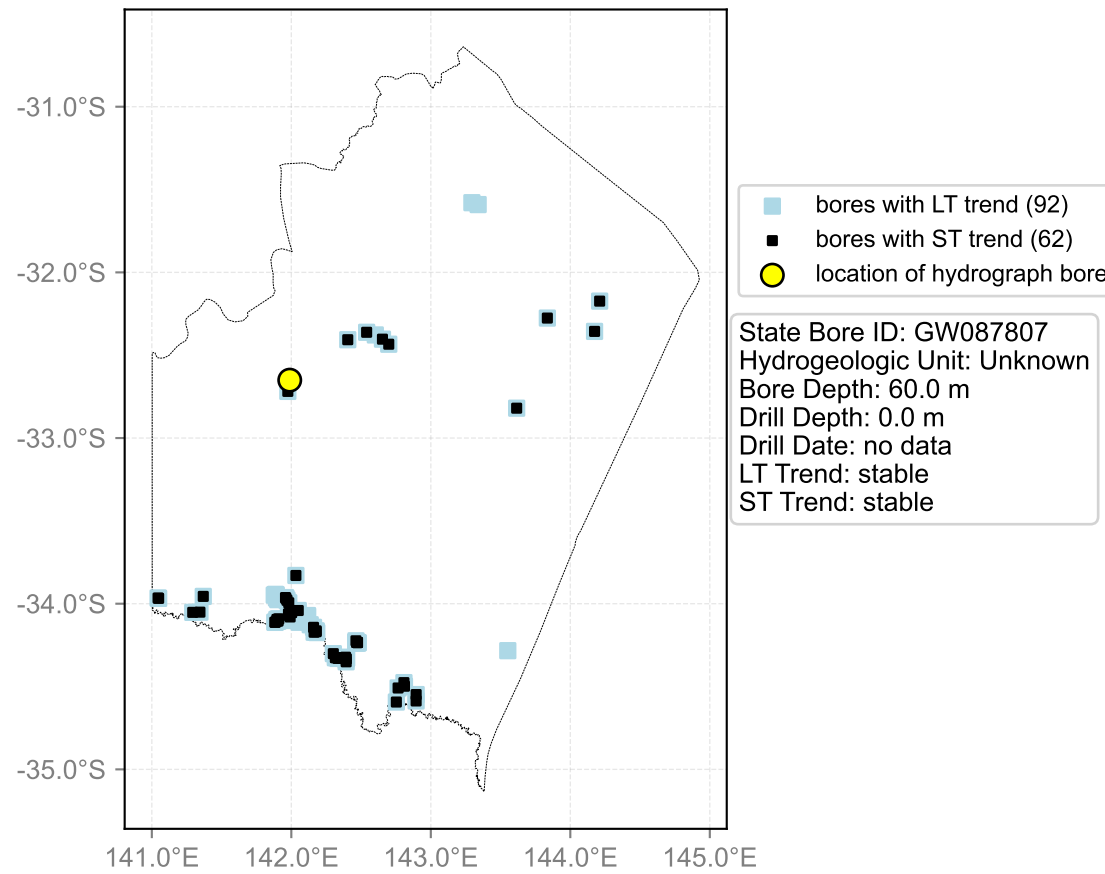 -31.0°S
-32.0°S
-33.0°S
-34.0°S
-35.0°S
141.0°E
142.0°E
143.0°E
144.0°E
145.0°E
bores with LT trend (92)
bores with ST trend (62)
location of hydrograph bore
State Bore ID: GW087807
Hydrogeologic Unit: Unknown
Bore Depth: 60.0 m
Drill Depth: 0.0 m
Drill Date: no data
LT Trend: stable
ST Trend: stable